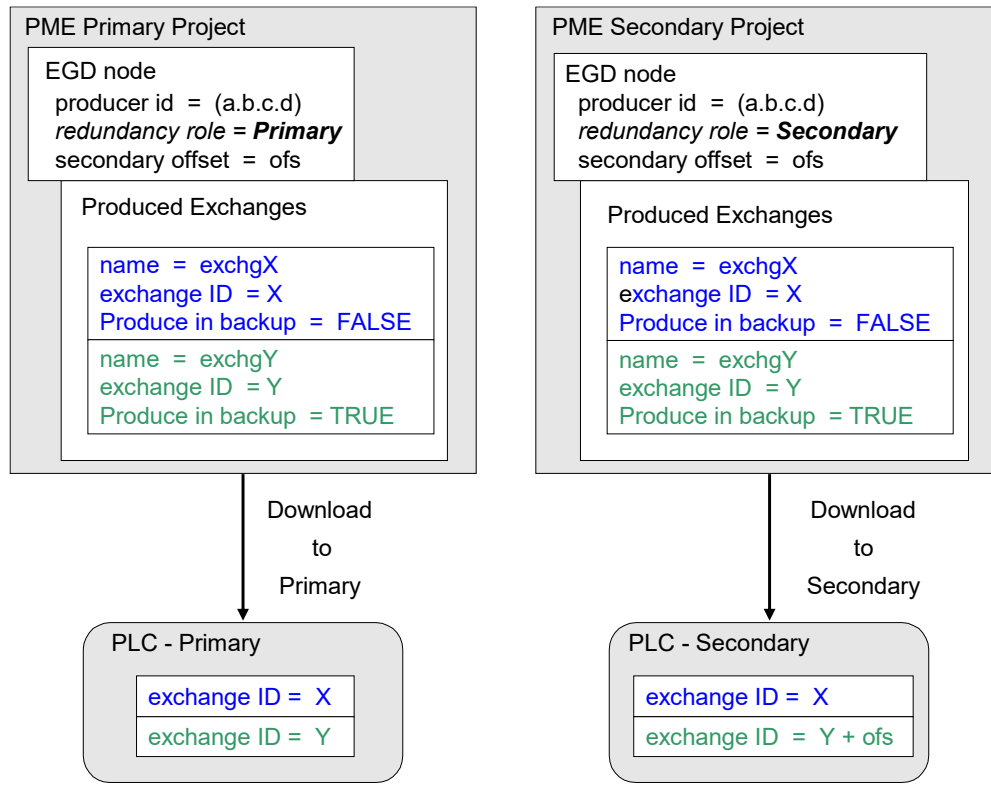 PME Primary Project
EGD node
producer id = (a.b.c.d)
redundancy role = Primary
secondary offset = ofs
Produced Exchanges
name = exchgX
exchange ID = X
Produce in backup = FALSE
name = exchgY
exchange ID = Y
Produce in backup = TRUE
Download
to
Primary
PLC - Primary
exchange ID = X
exchange ID = Y
PME Secondary Project
EGD node
producer id = (a.b.c.d)
redundancy role = Secondary
secondary offset = ofs
Produced Exchanges
name = exchgX
exchange ID = X
Produce in backup = FALSE
name = exchgY
exchange ID = Y
Produce in backup = TRUE
Download
to
Secondary
PLC - Secondary
exchange ID = X
exchange ID = Y + ofs